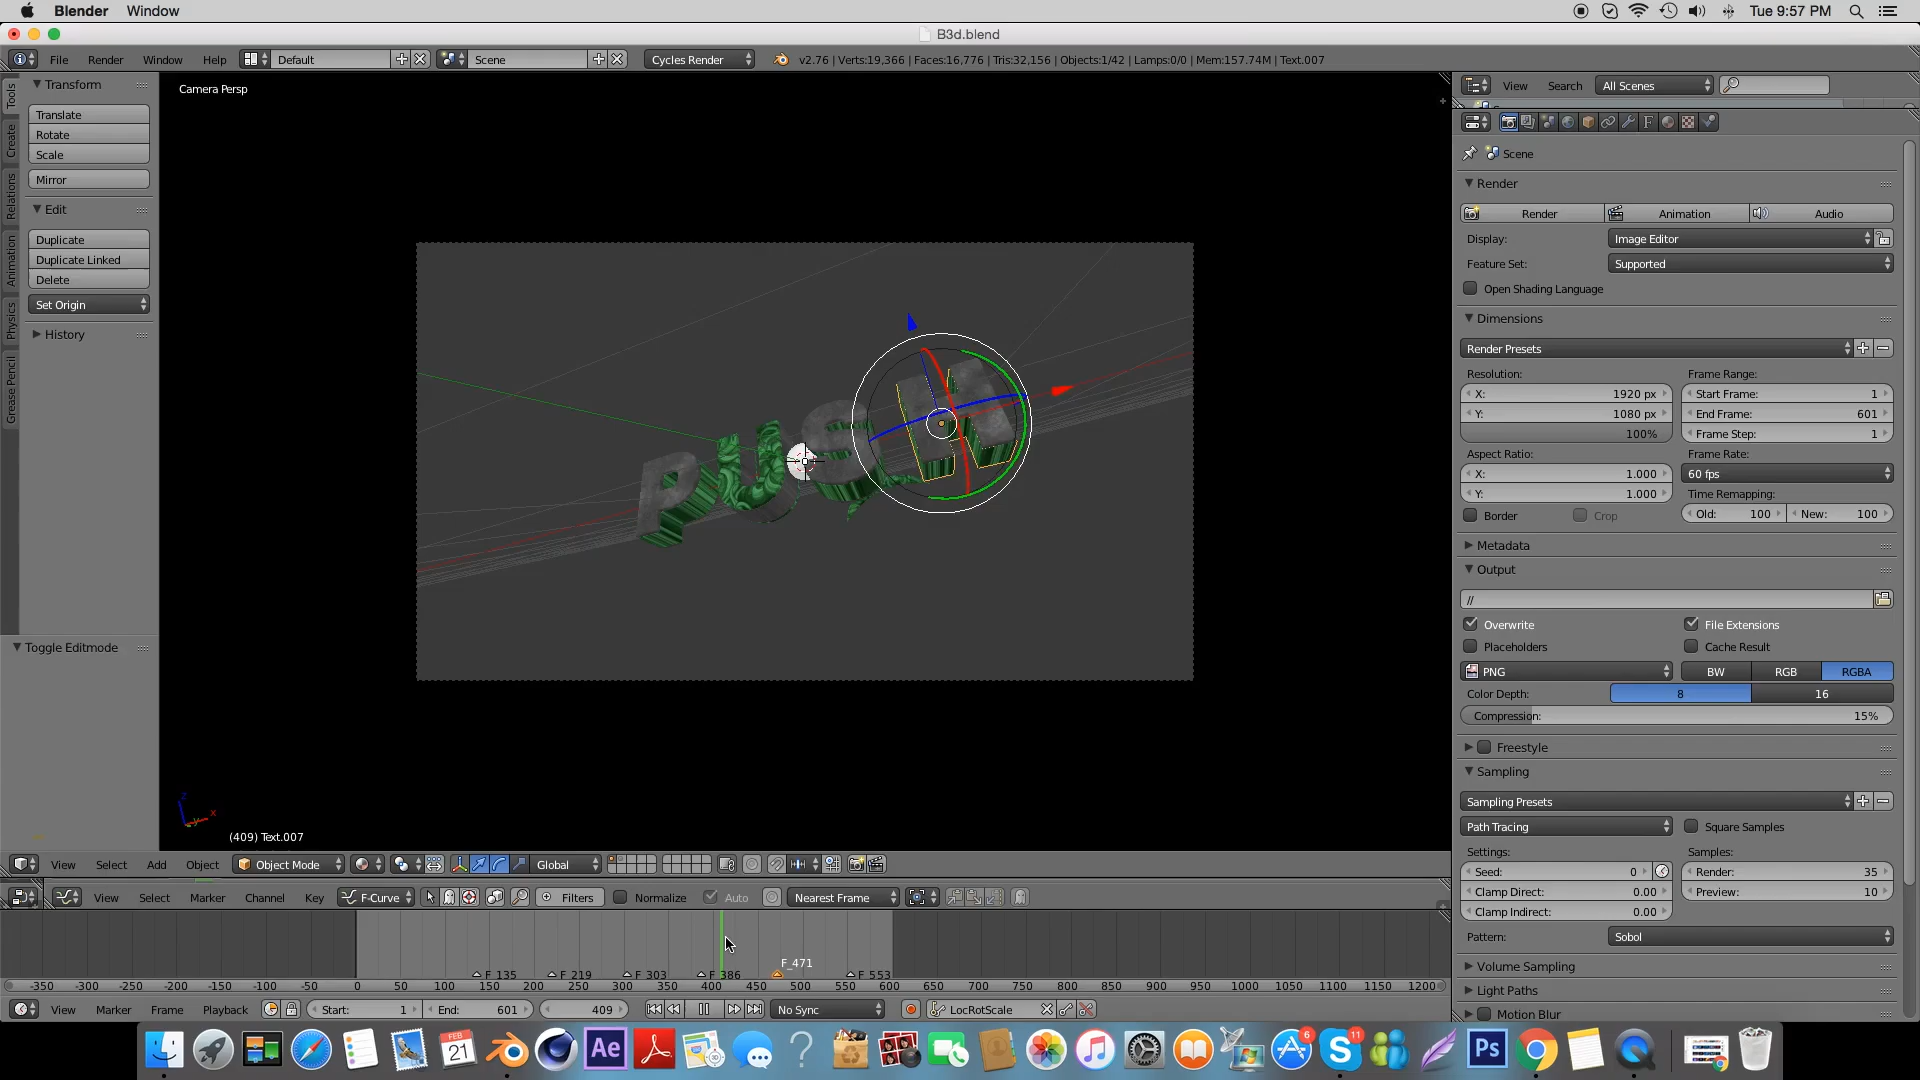 Blender Window Tue 9:57 PM
B3d.blend
File Render Window Help Default Scene Cycles Render v2.76 | Verts:19,366 | Faces:16,776 | Tris:32,156 | Objects:1/42 | Lamps:0/0 | Mem:157.74M | Text.007
Tools
Create
Relations
Animation
Physics
Grease Pencil
Transform
Translate
Rotate
Scale
Mirror
Edit
Duplicate
Duplicate Linked
Delete
Set Origin
History
Toggle Editmode
Camera Persp
(409) Text.007
View Search All Scenes
Scene
Render
Render Animation Audio
Display: Image Editor
Feature Set: Supported
Open Shading Language
Dimensions
Render Presets
Resolution: Frame Range:
X: 1920 px Start Frame: 1
Y: 1080 px End Frame: 601
100% Frame Step: 1
Aspect Ratio: Frame Rate:
X: 1.000 60 fps
Y: 1.000 Time Remapping:
Border Crop Old: 100 New: 100
Metadata
Output
//
Overwrite File Extensions
Placeholders Cache Result
PNG BW RGB RGBA
Color Depth: 8 16
Compression: 15%
Freestyle
Sampling
Sampling Presets
Path Tracing Square Samples
Settings: Samples:
Seed: 0 Render: 35
Clamp Direct: 0.00 Preview: 10
Clamp Indirect: 0.00
Pattern: Sobol
Volume Sampling
Light Paths
Motion Blur
View Select Add Object Object Mode Global
View Select Marker Channel Key F-Curve Filters Normalize Auto Nearest Frame
F_135 F_219 F_303 F_386 F_471 F_553
-350 -300 -250 -200 -150 -100 -50 0 50 100 150 200 250 300 350 400 450 500 550 600 650 700 750 800 850 900 950 1000 1050 1100 1150 1200
View Marker Frame Playback Start: 1 End: 601 409 No Sync LocRotScale
FEB 21 Ae 6 11 Ps